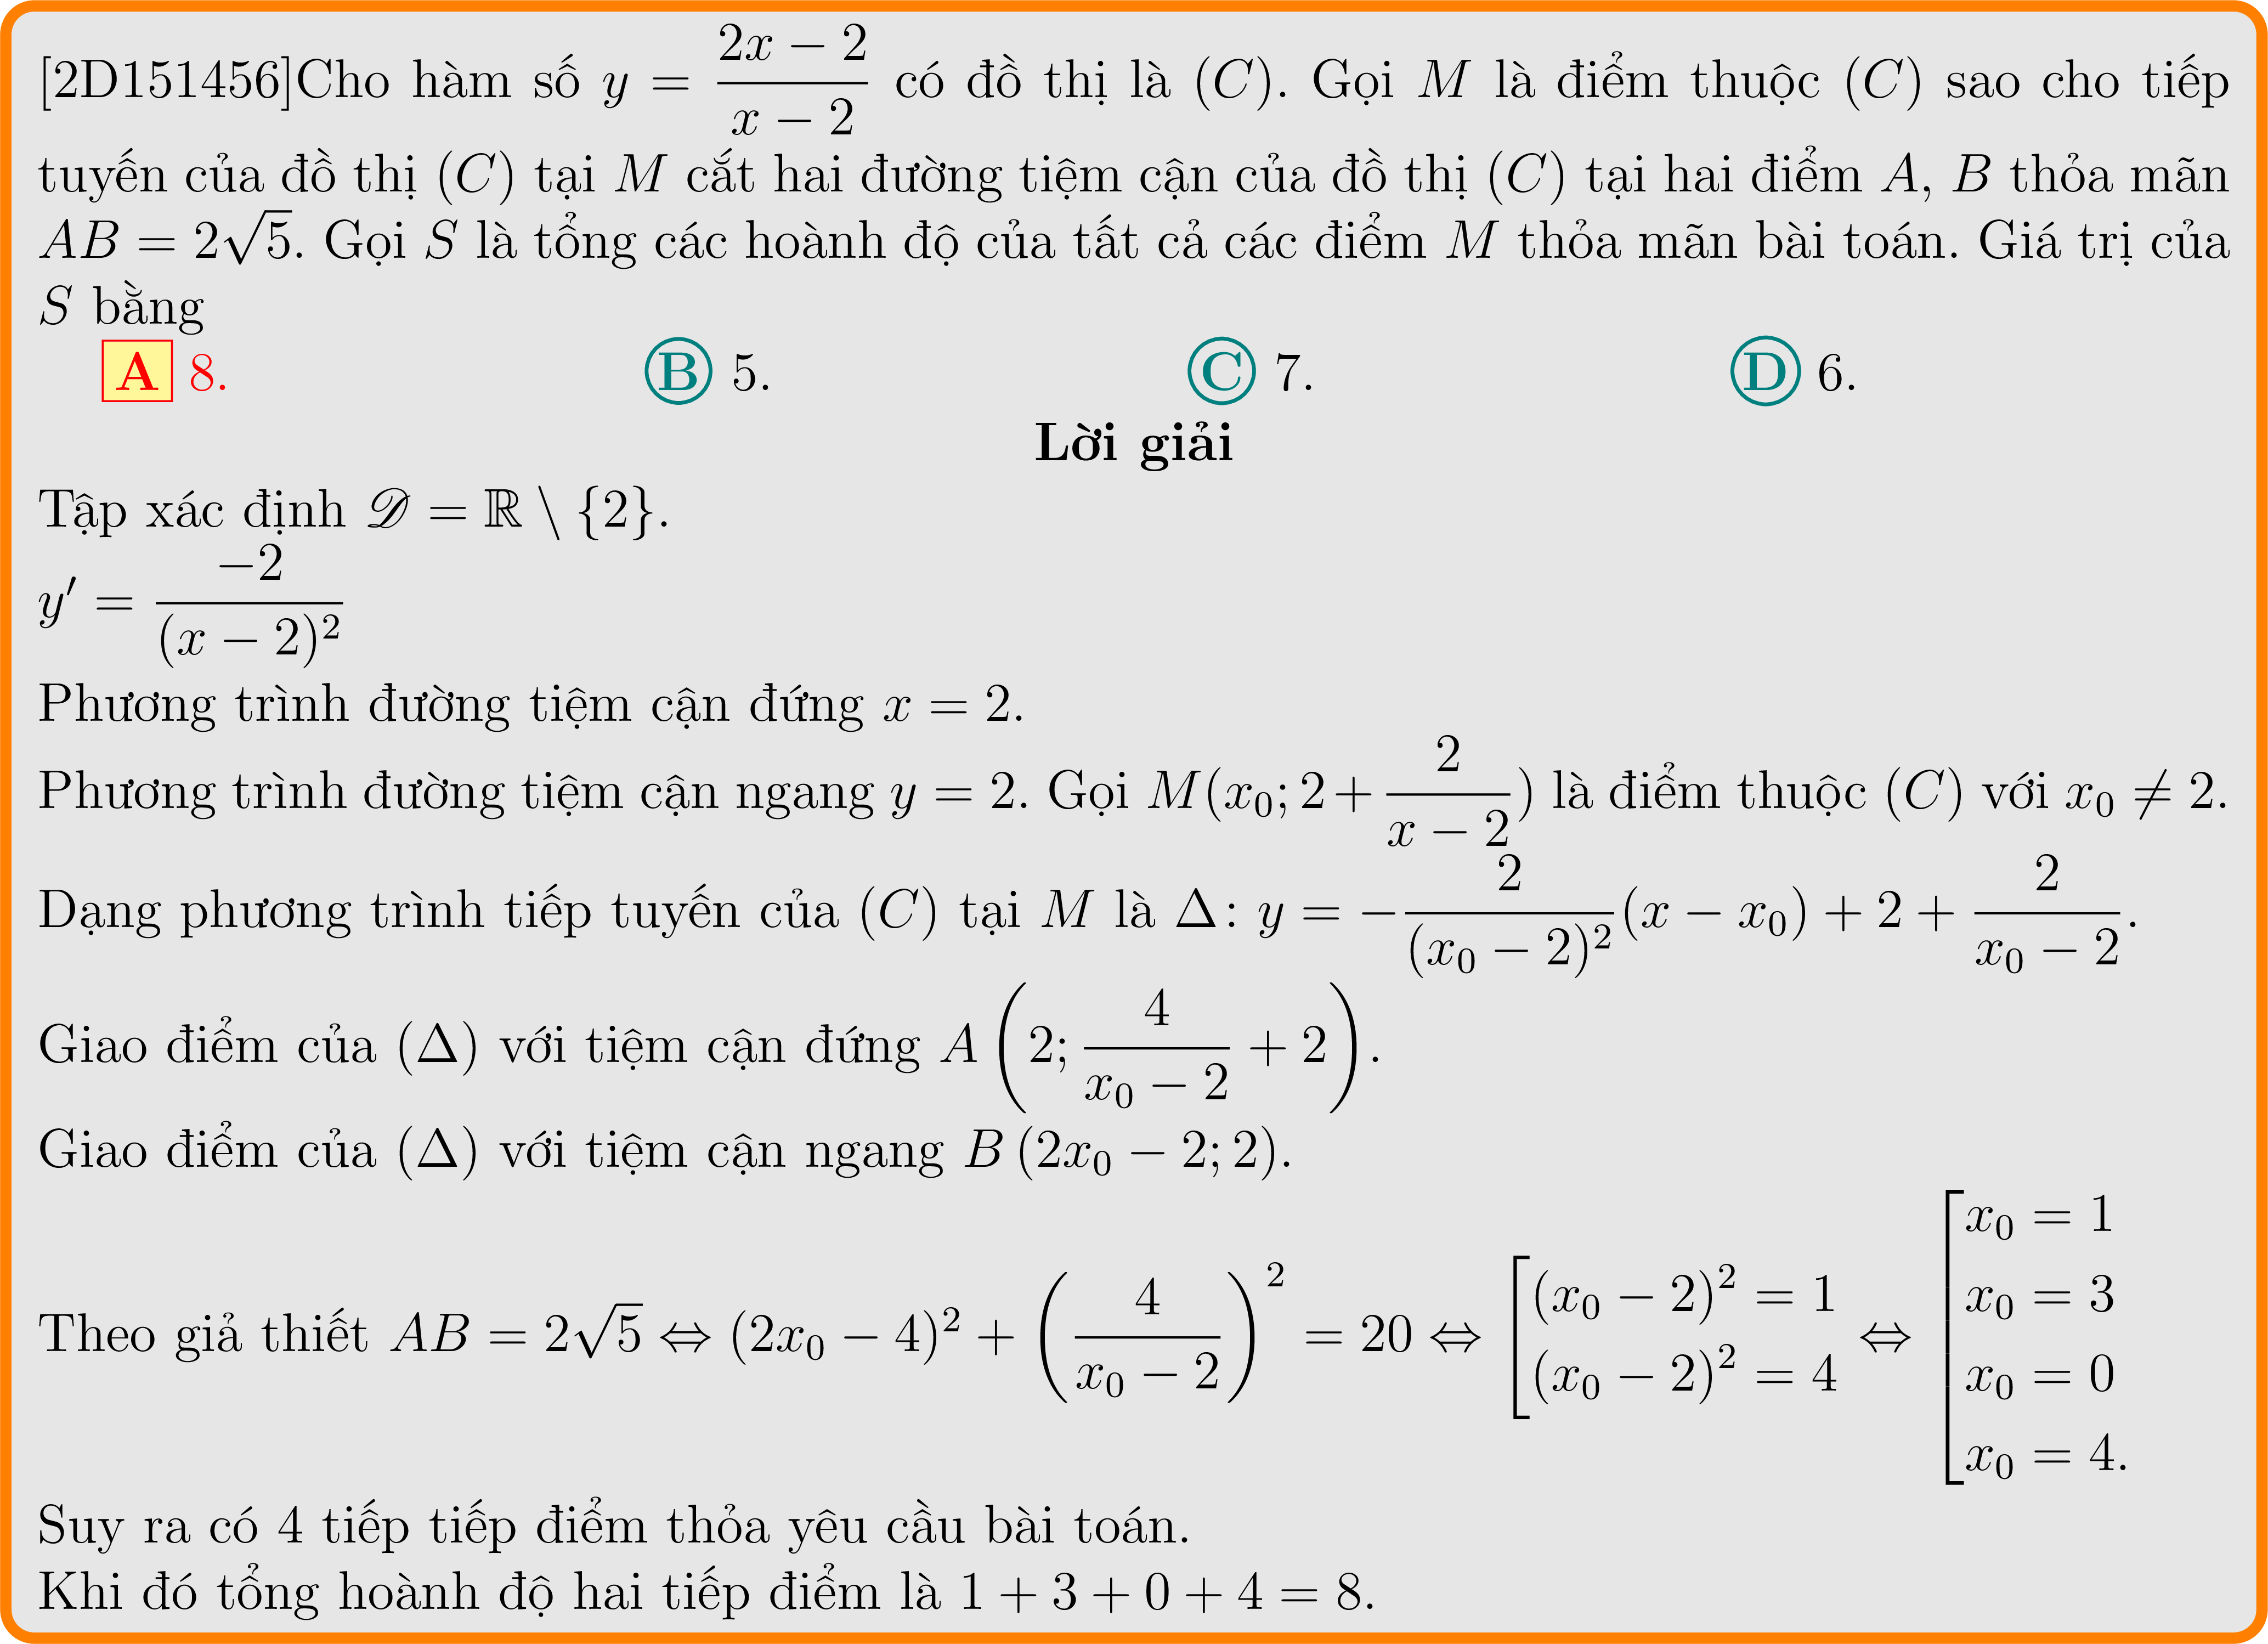 [2D151456]Cho hàm số $y = \dfrac{2x-2}{x-2}$ có đồ thị là $(C)$. Gọi $M$ là điểm thuộc $(C)$ sao cho tiếp
tuyến của đồ thị $(C)$ tại $M$ cắt hai đường tiệm cận của đồ thị $(C)$ tại hai điểm $A$, $B$ thỏa mãn
$AB = 2\sqrt{5}$. Gọi $S$ là tổng các hoành độ của tất cả các điểm $M$ thỏa mãn bài toán. Giá trị của
$S$ bằng
A 8. B 5. C 7. D 6.
Lời giải
Tập xác định $\mathscr{D} = \mathbb{R} \setminus \{2\}$.
$y' = \dfrac{-2}{(x-2)^2}$
Phương trình đường tiệm cận đứng $x = 2$.
Phương trình đường tiệm cận ngang $y = 2$. Gọi $M(x_0; 2 + \dfrac{2}{x-2})$ là điểm thuộc $(C)$ với $x_0 \neq 2$.
Dạng phương trình tiếp tuyến của $(C)$ tại $M$ là $\Delta: y = -\dfrac{2}{(x_0-2)^2}(x - x_0) + 2 + \dfrac{2}{x_0-2}$.
Giao điểm của $(\Delta)$ với tiệm cận đứng $A\left(2; \dfrac{4}{x_0-2} + 2\right)$.
Giao điểm của $(\Delta)$ với tiệm cận ngang $B(2x_0 - 2; 2)$.
Theo giả thiết $AB = 2\sqrt{5} \Leftrightarrow (2x_0-4)^2 + \left(\dfrac{4}{x_0-2}\right)^2 = 20 \Leftrightarrow \left[\begin{array}{l}(x_0-2)^2 = 1\\(x_0-2)^2 = 4\end{array}\right. \Leftrightarrow \left[\begin{array}{l}x_0 = 1\\x_0 = 3\\x_0 = 0\\x_0 = 4.\end{array}\right.$
Suy ra có 4 tiếp tiếp điểm thỏa yêu cầu bài toán.
Khi đó tổng hoành độ hai tiếp điểm là $1 + 3 + 0 + 4 = 8$.